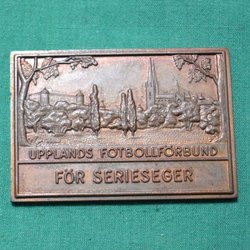 UPPLANDS FOTBOLLFÖRBUND
FÖR SERIESEGER